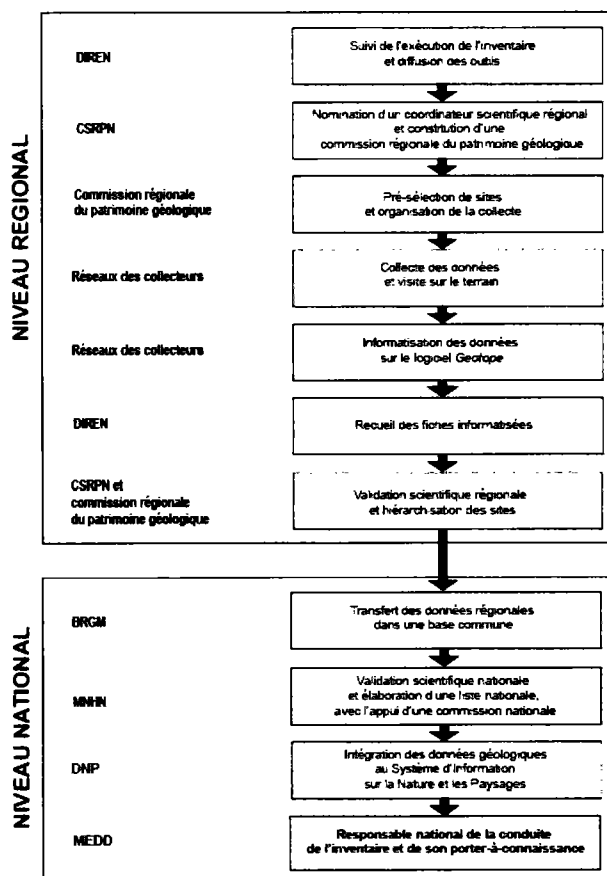 NIVEAU REGIONAL
DIREN
Suivi de l'exécution de l'inventaire
et diffusion des outils
CSRPN
Nomination d'un coordinateur scientifique régional
et constitution d'une
commission régionale du patrimoine géologique
Commission régionale
du patrimoine géologique
Pré-sélection de sites
et organisation de la collecte
Réseaux des collecteurs
Collecte des données
et visite sur le terrain
Réseaux des collecteurs
Informatisation des données
sur le logiciel Geotope
DIREN
Recueil des fiches informatisées
CSRPN et
commission régionale
du patrimoine géologique
Validation scientifique régionale
et hiérarchisation des sites
NIVEAU NATIONAL
BRGM
Transfert des données régionales
dans une base commune
MNHN
Validation scientifique nationale
et élaboration d'une liste nationale,
avec l'appui d'une commission nationale
DNP
Intégration des données géologiques
au Système d'Information
sur la Nature et les Paysages
MEDD
Responsable national de la conduite
de l'inventaire et de son porter-à-connaissance